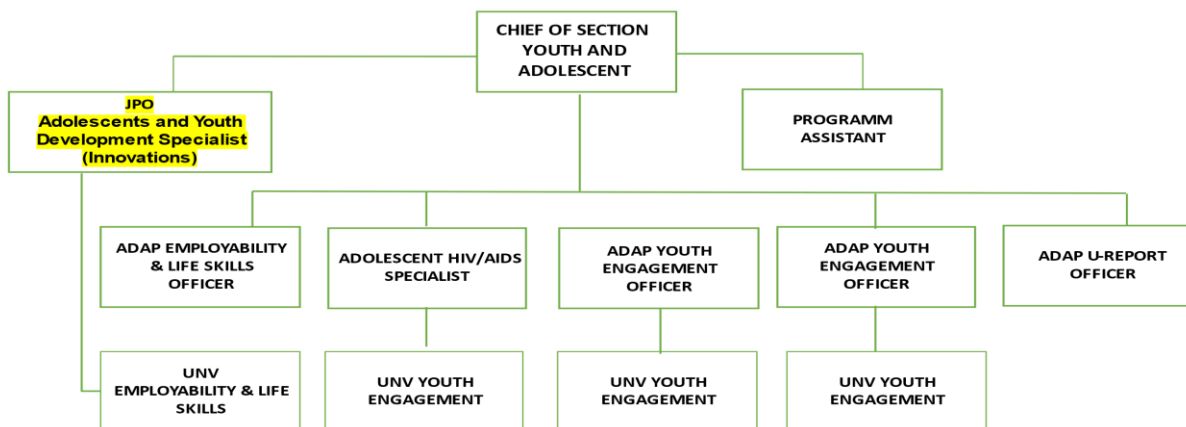 CHIEF OF SECTION
YOUTH AND
ADOLESCENT
JPO
Adolescents and Youth
Development Specialist
(Innovations)
PROGRAMM
ASSISTANT
ADAP EMPLOYABILITY
& LIFE SKILLS
OFFICER
ADOLESCENT HIV/AIDS
SPECIALIST
ADAP YOUTH
ENGAGEMENT
OFFICER
ADAP YOUTH
ENGAGEMENT
OFFICER
ADAP U-REPORT
OFFICER
UNV
EMPLOYABILITY & LIFE
SKILLS
UNV YOUTH
ENGAGEMENT
UNV YOUTH
ENGAGEMENT
UNV YOUTH
ENGAGEMENT